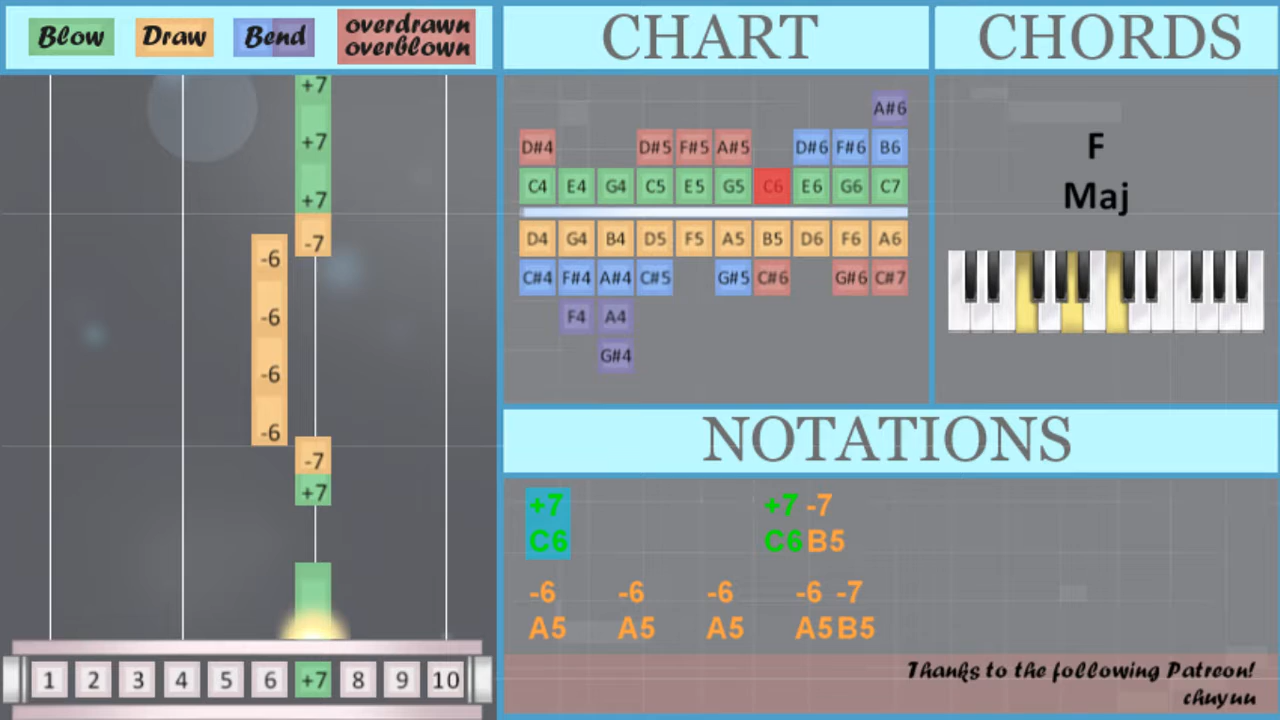 Blow Draw Bend overdrawn
overblown
CHART
CHORDS
+7
+7
+7
-7
-6
-6
-6
-6
-7
+7
1 2 3 4 5 6 +7 8 9 10
A#6
D#4 D#5 F#5 A#5 D#6 F#6 B6
C4 E4 G4 C5 E5 G5 C6 E6 G6 C7
D4 G4 B4 D5 F5 A5 B5 D6 F6 A6
C#4 F#4 A#4 C#5 G#5 C#6 G#6 C#7
F4 A4
G#4
F
Maj
NOTATIONS
+7 +7 -7
C6 C6 B5
-6 -6 -6 -6 -7
A5 A5 A5 A5 B5
Thanks to the following Patreon!
chuyuu